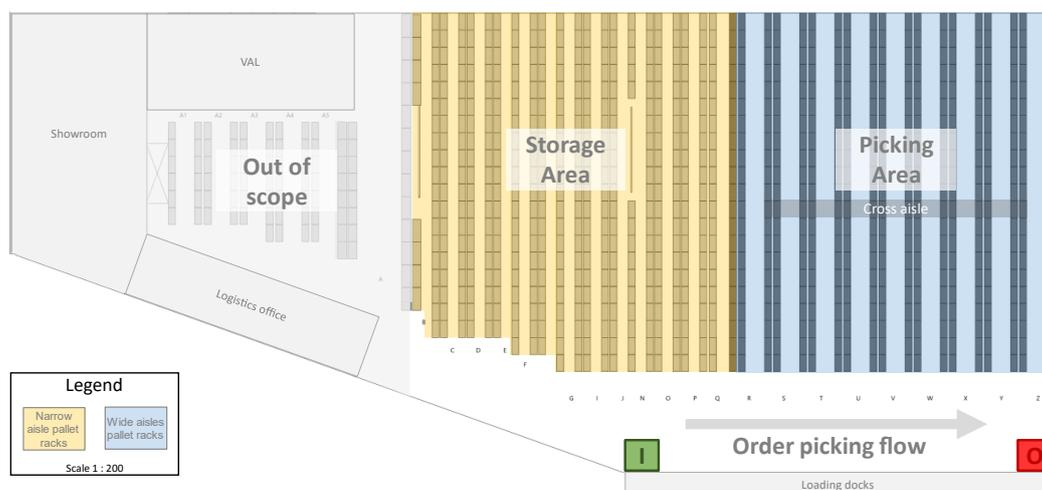 VAL
Showroom
A1 A2 A3 A4 A5
Out of
scope
Storage
Area
Picking
Area
Cross aisle
A
Logistics office
B
C D E
F
G I J N O P Q R S T U V W X Y Z
Legend
Narrow
aisle pallet
racks
Wide aisles
pallet racks
Scale 1 : 200
Order picking flow
I
O
Loading docks